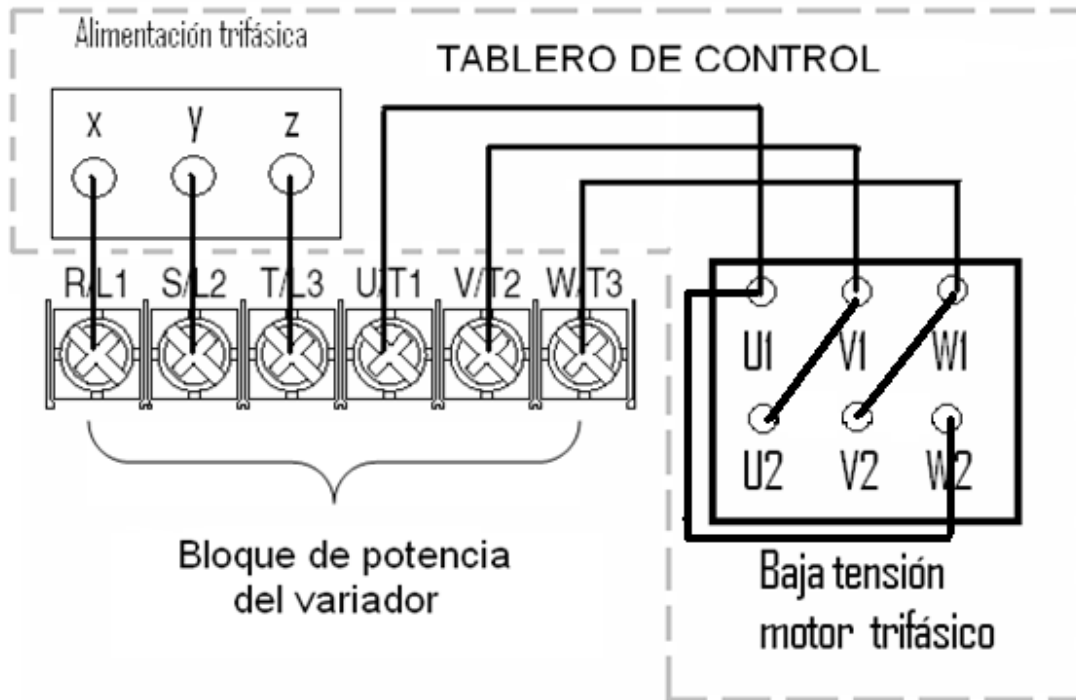 Alimentación trifásica
TABLERO DE CONTROL
x y z
R/L1 S/L2 T/L3 U/T1 V/T2 W/T3
U1 V1 W1
U2 V2 W2
Bloque de potencia
del variador
Baja tensión
motor trifásico